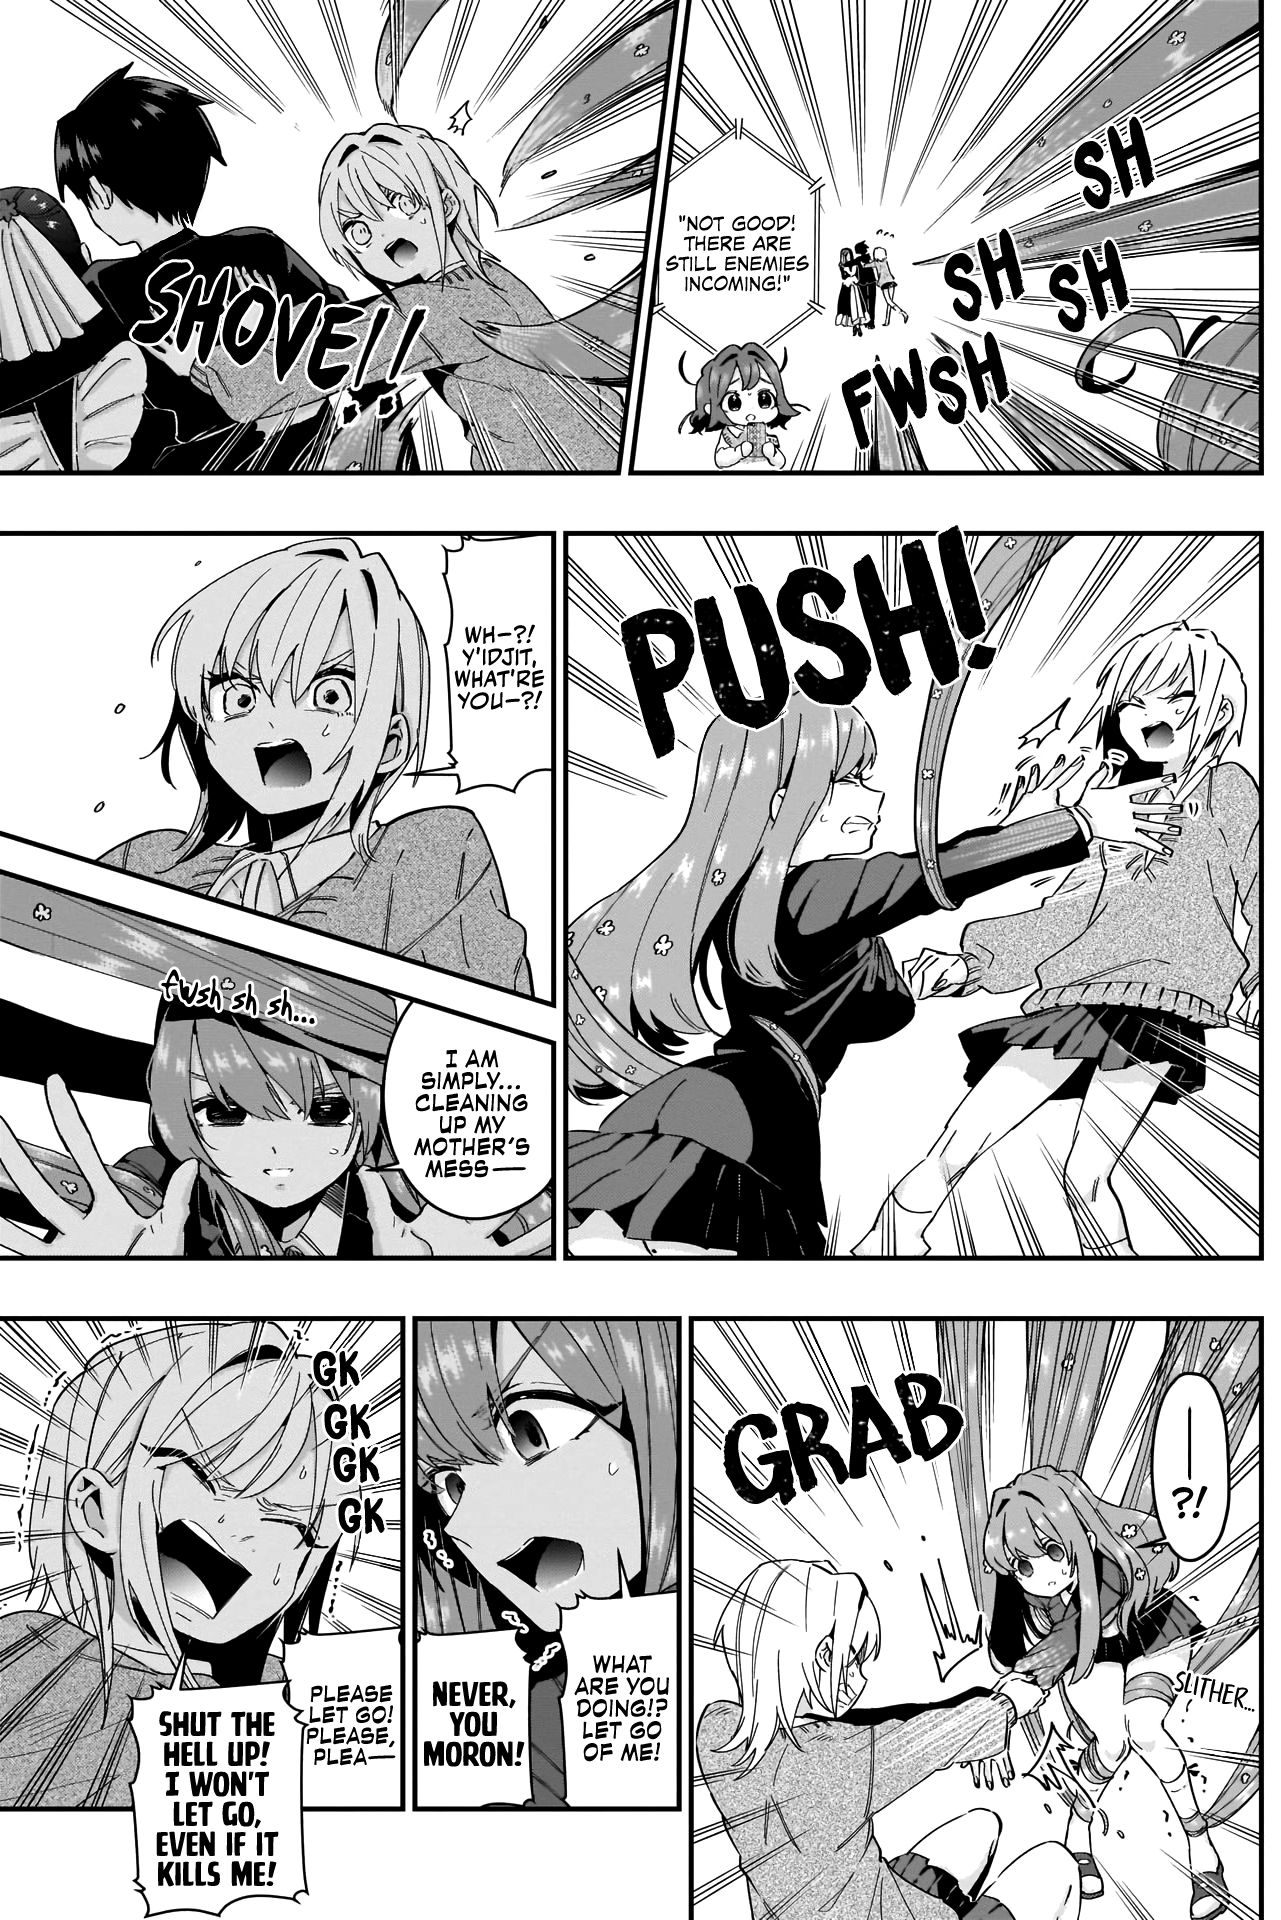 "NOT GOOD!
THERE ARE
STILL ENEMIES
INCOMING!"
SH
SH
SH
FWSH
SHOVE!!
PUSH!
WH-?!
Y'IDJIT,
WHAT'RE
YOU-?!
fwsh sh sh...
I AM
SIMPLY...
CLEANING
UP MY
MOTHER'S
MESS—
GRAB
—
?!
SLITHER...
WHAT
ARE YOU
DOING!?
LET GO
OF ME!
NEVER,
YOU
MORON!
GK
GK
GK
GK
PLEASE
LET GO!
PLEASE,
PLEA—
SHUT THE
HELL UP!
I WON'T
LET GO,
EVEN IF IT
KILLS ME!